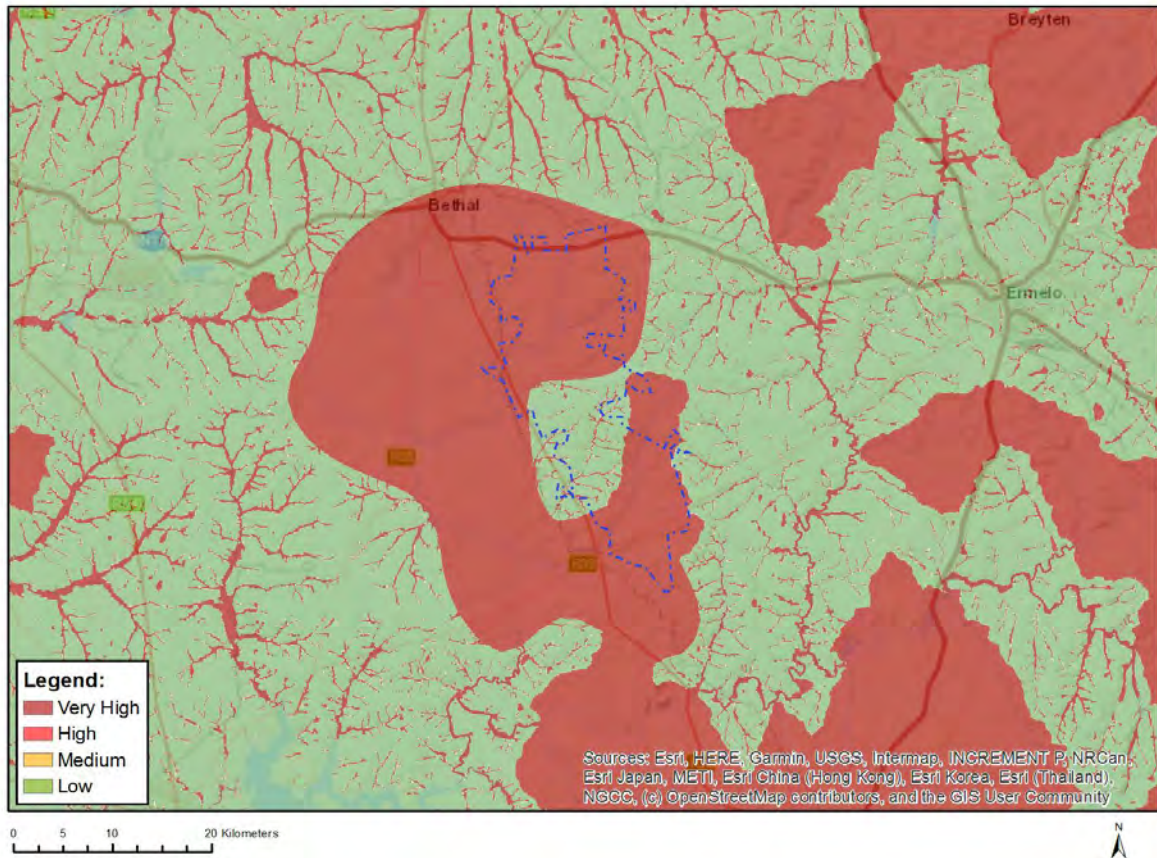 Breyten
Bethal
Ermelo
Legend:
Very High
High
Medium
Low
Sources: Esri, HERE, Garmin, USGS, Intermap, INCREMENT P, NRCan,
Esri Japan, METI, Esri China (Hong Kong), Esri Korea, Esri (Thailand),
NGCC, (c) OpenStreetMap contributors, and the GIS User Community
0 5 10 20 Kilometers
N